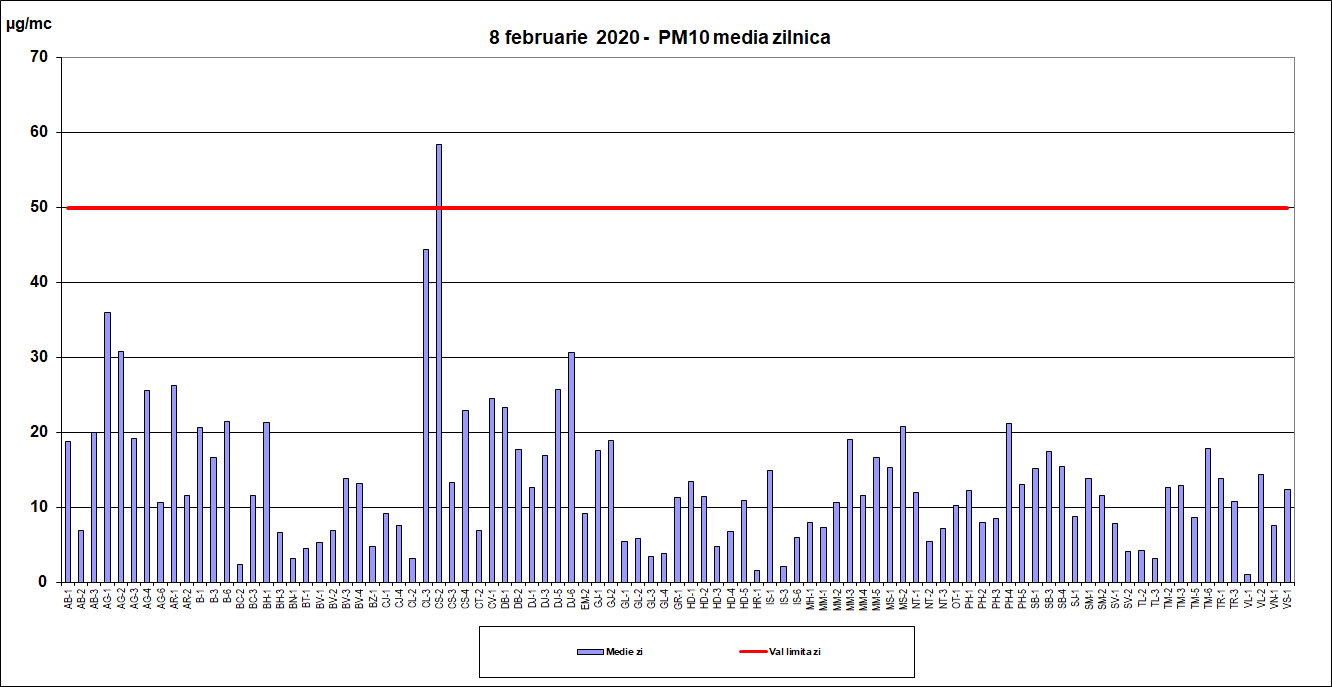 µg/mc
8 februarie 2020 - PM10 media zilnica
70
60
50
40
30
20
10
0
AB-1 AB-2 AB-3 AG-1 AG-2 AG-3 AG-4 AG-6 AR-1 AR-2 B-1 B-3 B-6 BC-2 BC-3 BH-1 BH-3 BN-1 BT-1 BV-1 BV-2 BV-3 BV-4 BZ-1 CJ-1 CJ-4 CL-2 CL-3 CS-2 CS-3 CS-4 CT-2 CV-1 DB-1 DB-2 DJ-1 DJ-3 DJ-5 DJ-6 EM-2 GJ-1 GJ-2 GL-1 GL-2 GL-3 GL-4 GR-1 HD-1 HD-2 HD-3 HD-4 HD-5 HR-1 IS-1 IS-3 IS-6 MH-1 MM-1 MM-2 MM-3 MM-4 MM-5 MS-1 MS-2 NT-1 NT-2 NT-3 OT-1 PH-1 PH-2 PH-3 PH-4 PH-5 SB-1 SB-3 SB-4 SJ-1 SM-1 SM-2 SV-1 SV-2 TL-2 TL-3 TM-2 TM-3 TM-5 TM-6 TR-1 TR-3 VL-1 VL-2 VN-1 VS-1
Medie zi Val limita zi